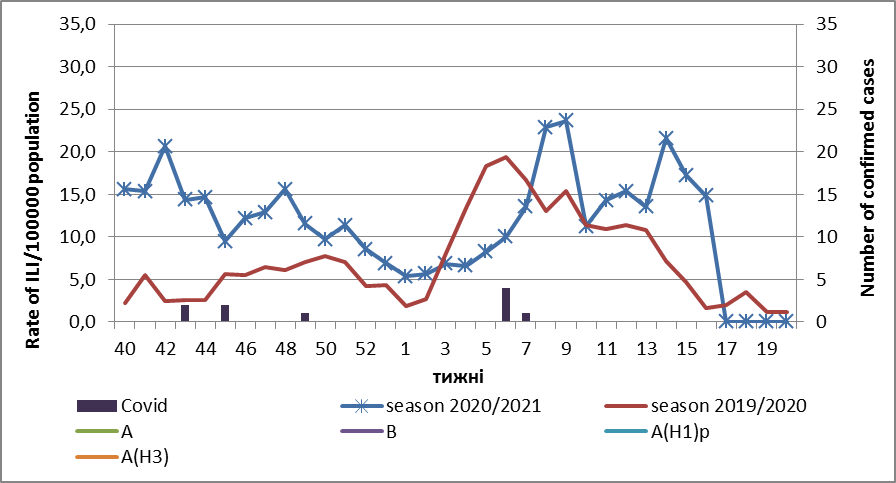 35,0
30,0
25,0
20,0
15,0
10,0
5,0
0,0
Rate of ILI/100000 population
35
30
25
20
15
10
5
0
Number of confirmed cases
40 42 44 46 48 50 52 1 3 5 7 9 11 13 15 17 19
тижні
Covid season 2020/2021 season 2019/2020
A B A(H1)p
A(H3)